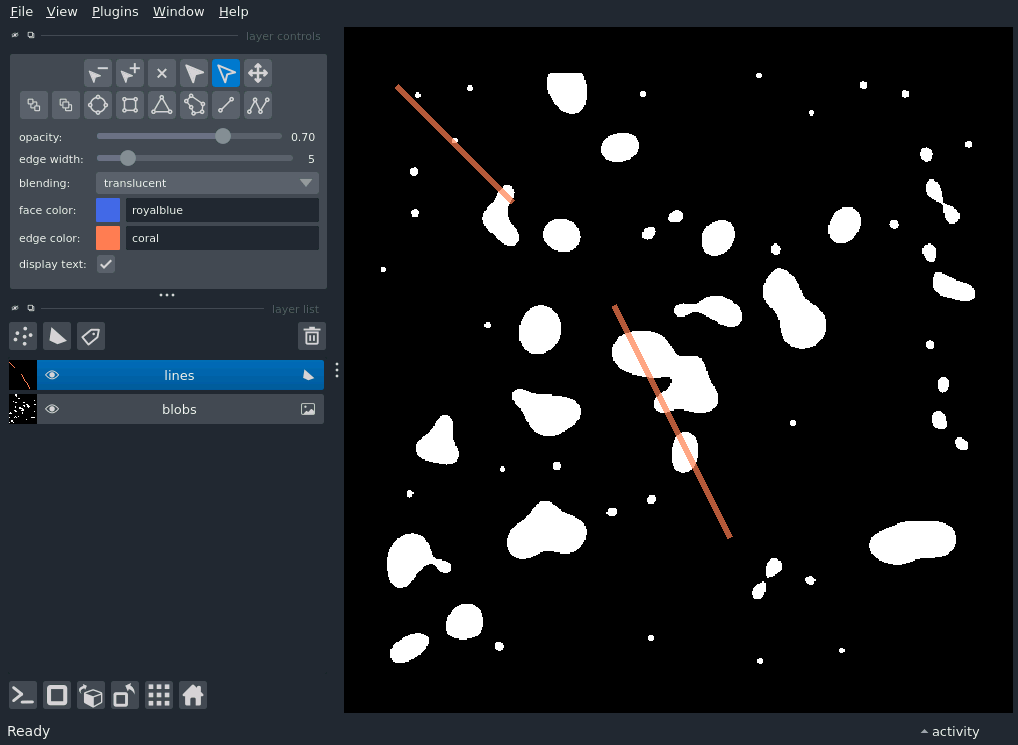 File View Plugins Window Help
layer controls
opacity: 0.70
edge width: 5
blending: translucent
face color: royalblue
edge color: coral
display text:
layer list
lines
blobs
Ready
activity